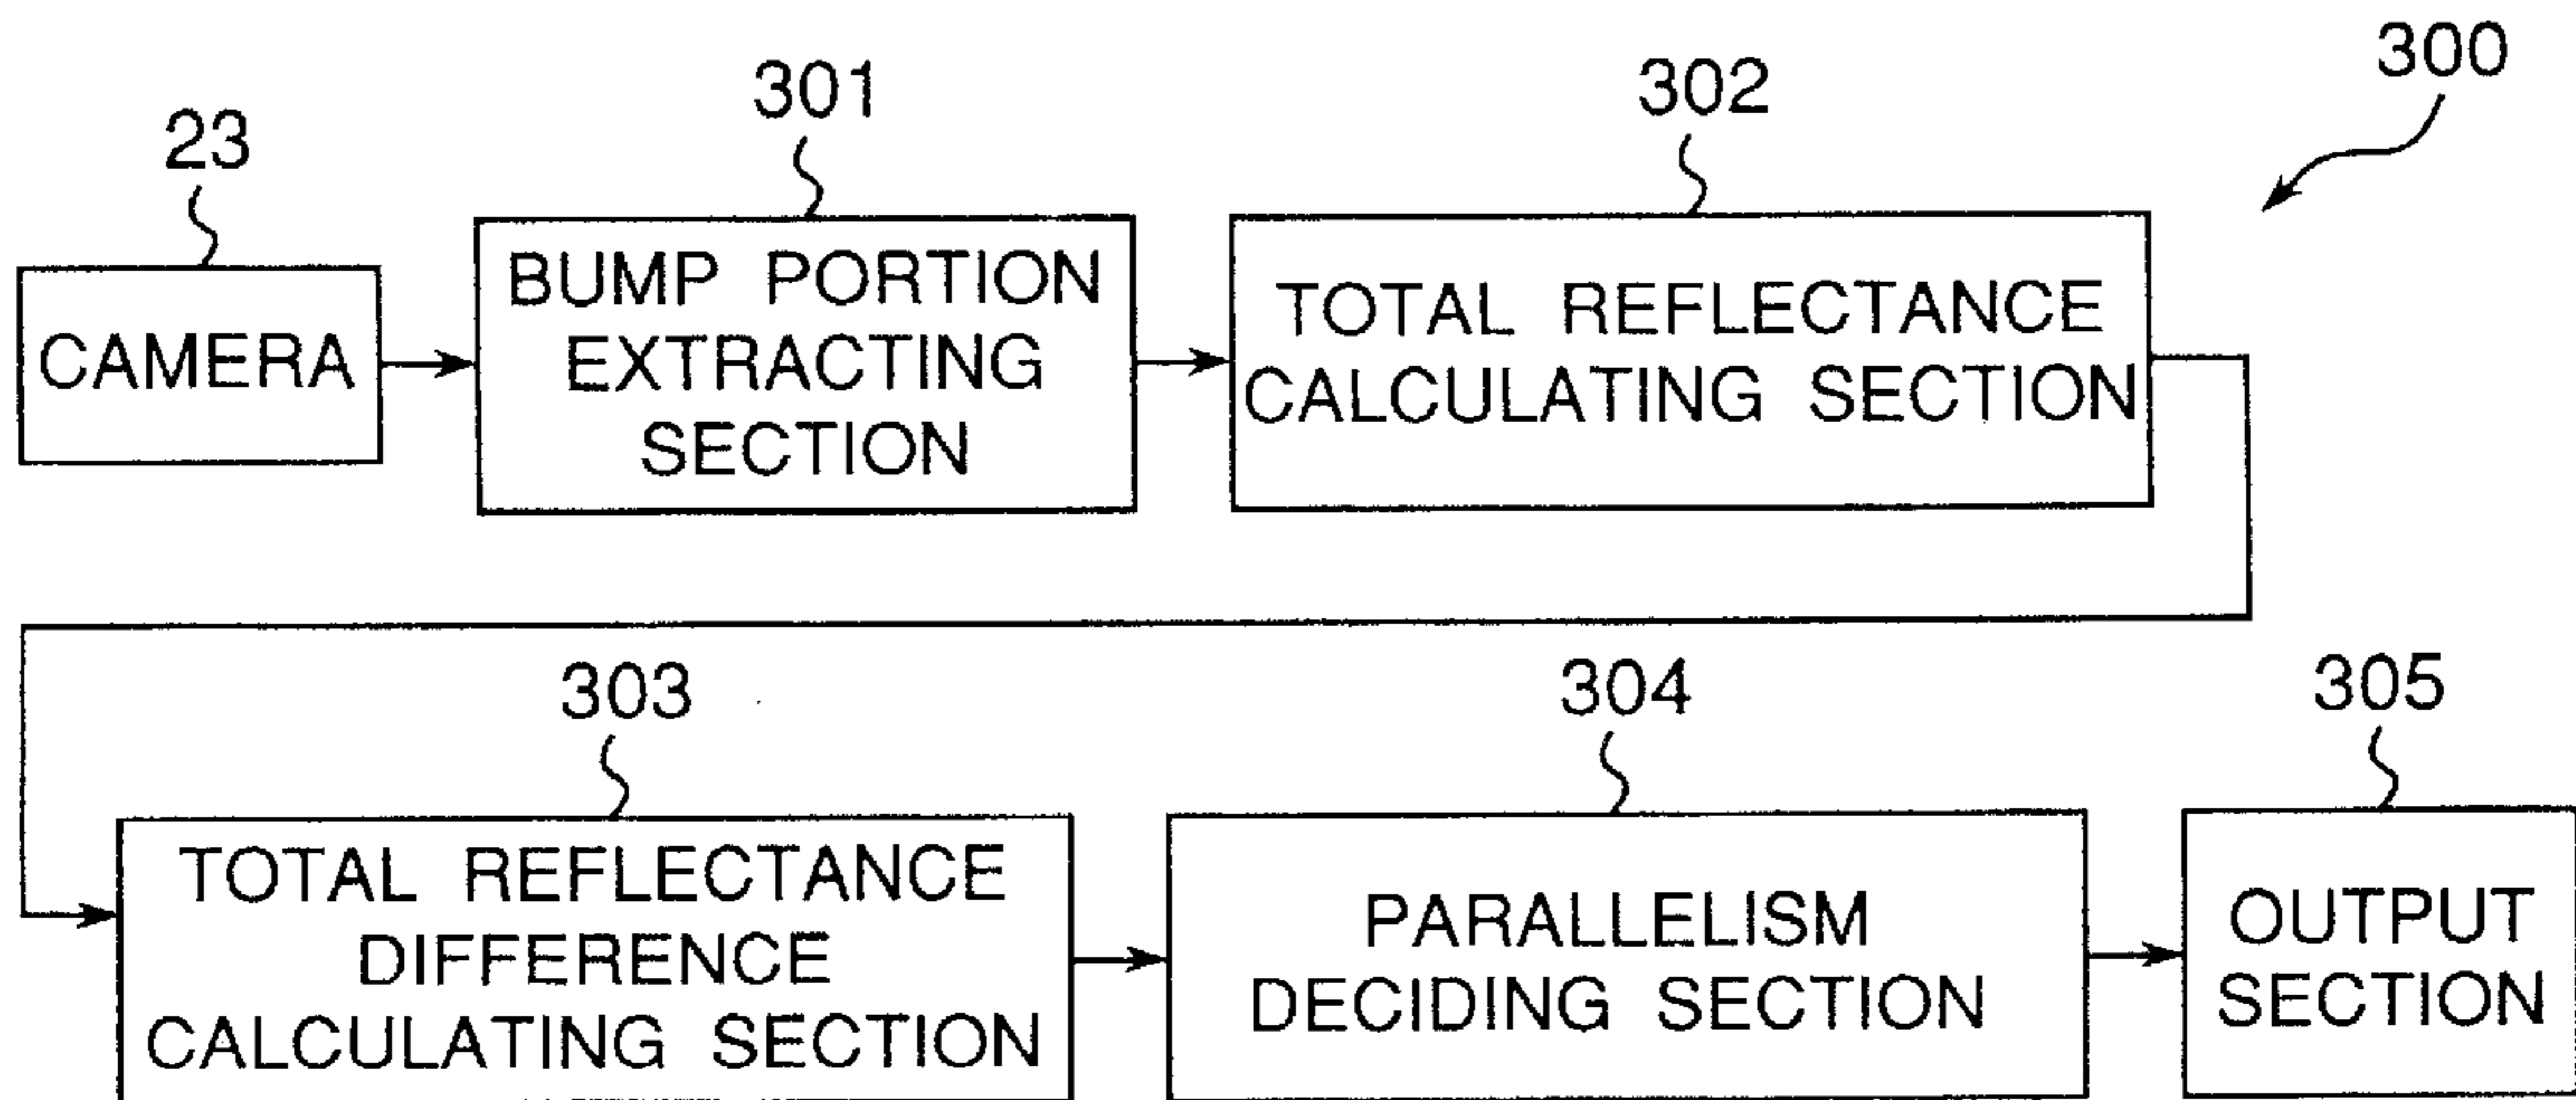 300
23
301
302
CAMERA
BUMP PORTION
EXTRACTING
SECTION
TOTAL REFLECTANCE
CALCULATING SECTION
303
304
305
TOTAL REFLECTANCE
DIFFERENCE
CALCULATING SECTION
PARALLELISM
DECIDING SECTION
OUTPUT
SECTION